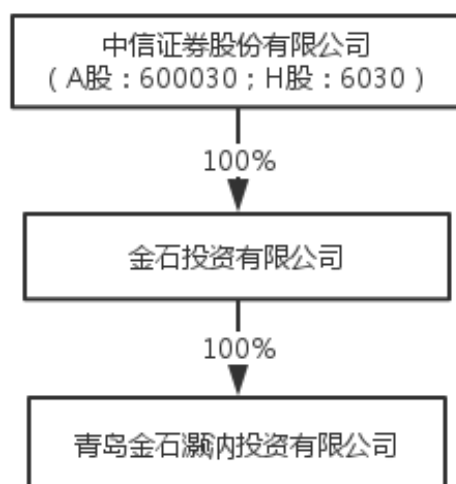 中信证券股份有限公司
（A股：600030；H股：6030）
100%
金石投资有限公司
100%
青岛金石灏汭投资有限公司